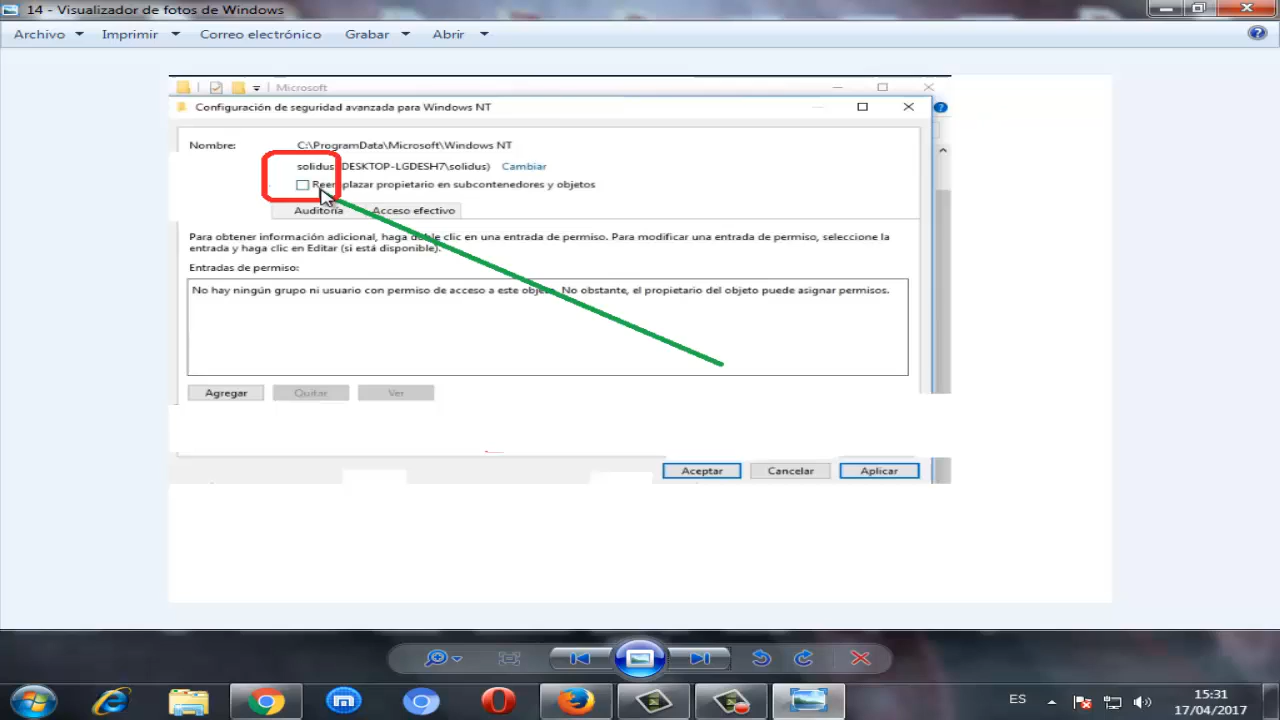 14 - Visualizador de fotos de Windows
Archivo Imprimir Correo electrónico Grabar Abrir
Microsoft
Configuración de seguridad avanzada para Windows NT
Nombre: C:\ProgramData\Microsoft\Windows NT
solidus (DESKTOP-LGDESH7\solidus) Cambiar
Reemplazar propietario en subcontenedores y objetos
Auditoría Acceso efectivo
Para obtener información adicional, haga doble clic en una entrada de permiso. Para modificar una entrada de permiso, seleccione la
entrada y haga clic en Editar (si está disponible).
Entradas de permiso:
No hay ningún grupo ni usuario con permiso de acceso a este objeto. No obstante, el propietario del objeto puede asignar permisos.
Agregar Quitar Ver
Aceptar Cancelar Aplicar
ES
15:31
17/04/2017